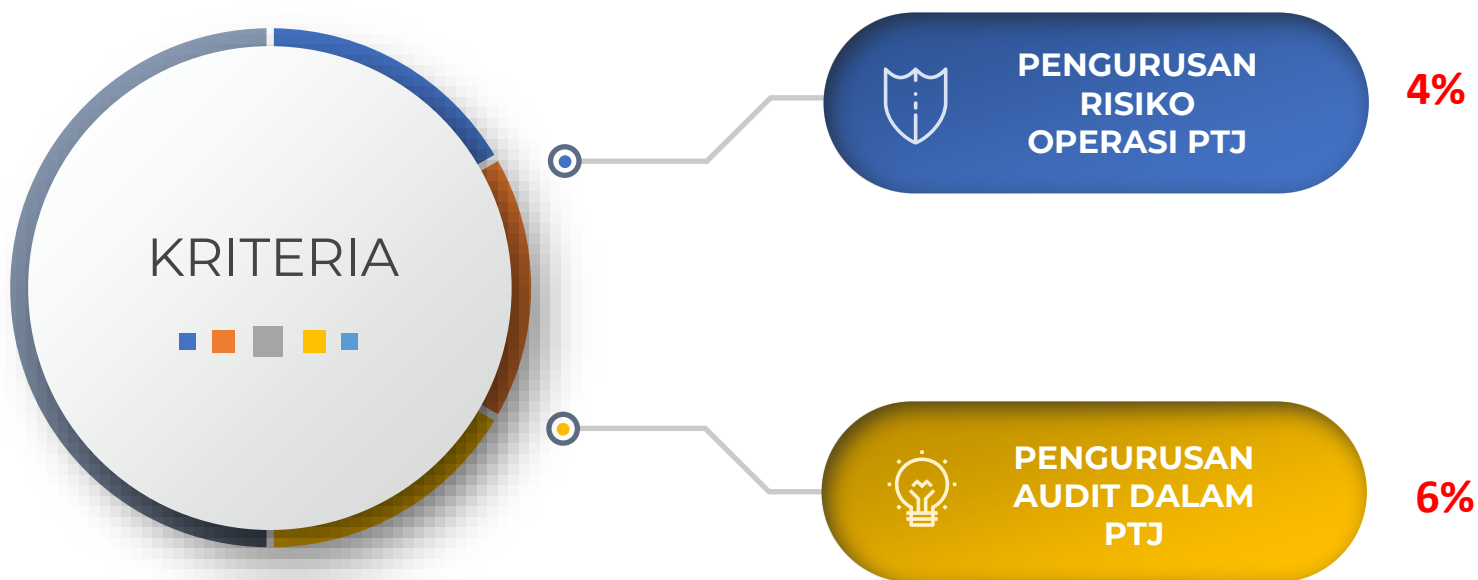 KRITERIA
PENGURUSAN
RISIKO
OPERASI PTJ
4%
PENGURUSAN
AUDIT DALAM
PTJ
6%